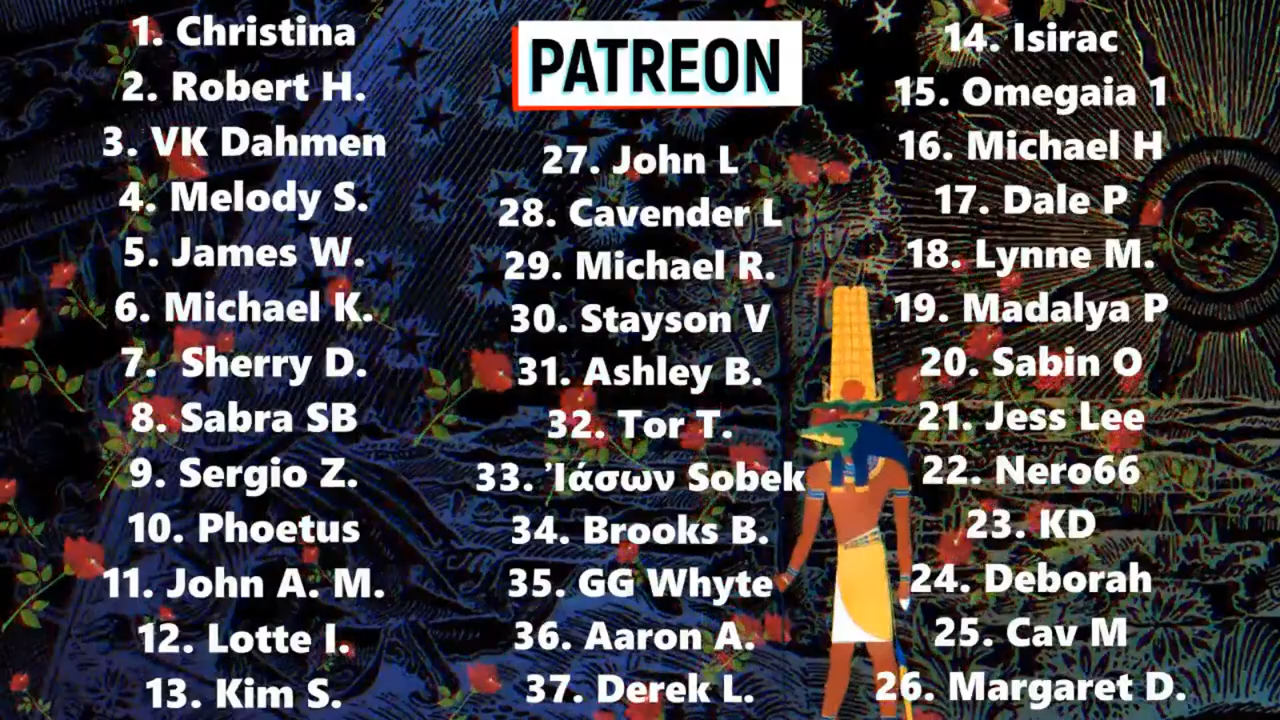 PATREON
1. Christina
2. Robert H.
3. VK Dahmen
4. Melody S.
5. James W.
6. Michael K.
7. Sherry D.
8. Sabra SB
9. Sergio Z.
10. Phoetus
11. John A. M.
12. Lotte I.
13. Kim S.
14. Isirac
15. Omegaia 1
16. Michael H
17. Dale P
18. Lynne M.
19. Madalya P
20. Sabin O
21. Jess Lee
22. Nero66
23. KD
24. Deborah
25. Cav M
26. Margaret D.
27. John L
28. Cavender L
29. Michael R.
30. Stayson V
31. Ashley B.
32. Tor T.
33. Ἰάσων Sobek
34. Brooks B.
35. GG Whyte
36. Aaron A.
37. Derek L.